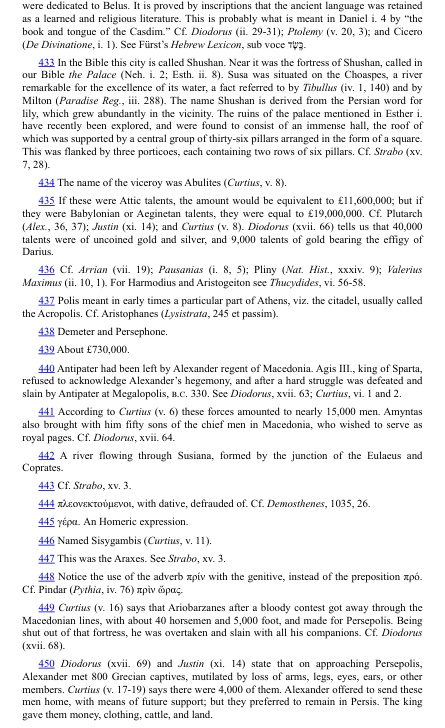 were dedicated to Belus. It is proved by inscriptions that the ancient language was retained
as a learned and religious literature. This is probably what is meant in Daniel i. 4 by “the
book and tongue of the Casdim.” Cf. Diodorus (ii. 29-31); Ptolemy (v. 20, 3); and Cicero
(De Divinatione, i. 1). See Fürst’s Hebrew Lexicon, sub voce
433 In the Bible this city is called Shushan. Near it was the fortress of Shushan, called in
our Bible the Palace (Neh. i. 2; Esth. ii. 8). Susa was situated on the Choaspes, a river
remarkable for the excellence of its water, a fact referred to by Tibullus (iv. 1, 140) and by
Milton (Paradise Reg., iii. 288). The name Shushan is derived from the Persian word for
lily, which grew abundantly in the vicinity. The ruins of the palace mentioned in Esther i.
have recently been explored, and were found to consist of an immense hall, the roof of
which was supported by a central group of thirty-six pillars arranged in the form of a square.
This was flanked by three porticoes, each containing two rows of six pillars. Cf. Strabo (xv.
7, 28).
434 The name of the viceroy was Abulites (Curtius, v. 8).
435 If these were Attic talents, the amount would be equivalent to £11,600,000; but if
they were Babylonian or Aeginetan talents, they were equal to £19,000,000. Cf. Plutarch
(Alex., 36, 37); Justin (xi. 14); and Curtius (v. 8). Diodorus (xvii. 66) tells us that 40,000
talents were of uncoined gold and silver, and 9,000 talents of gold bearing the effigy of
Darius.
436 Cf. Arrian (vii. 19); Pausanias (i. 8, 5); Pliny (Nat. Hist., xxxiv. 9); Valerius
Maximus (ii. 10, 1). For Harmodius and Aristogeiton see Thucydides, vi. 56-58.
437 Polis meant in early times a particular part of Athens, viz. the citadel, usually called
the Acropolis. Cf. Aristophanes (Lysistrata, 245 et passim).
438 Demeter and Persephone.
439 About £730,000.
440 Antipater had been left by Alexander regent of Macedonia. Agis III., king of Sparta,
refused to acknowledge Alexander’s hegemony, and after a hard struggle was defeated and
slain by Antipater at Megalopolis, B.C. 330. See Diodorus, xvii. 63; Curtius, vi. 1 and 2.
441 According to Curtius (v. 6) these forces amounted to nearly 15,000 men. Amyntas
also brought with him fifty sons of the chief men in Macedonia, who wished to serve as
royal pages. Cf. Diodorus, xvii. 64.
442 A river flowing through Susiana, formed by the junction of the Eulaeus and
Coprates.
443 Cf. Strabo, xv. 3.
444 πλεονεκτούμενοι, with dative, defrauded of. Cf. Demosthenes, 1035, 26.
445 γέρα. An Homeric expression.
446 Named Sisygambis (Curtius, v. 11).
447 This was the Araxes. See Strabo, xv. 3.
448 Notice the use of the adverb πρίν with the genitive, instead of the preposition πρό.
Cf. Pindar (Pythia, iv. 76) πρὶν ὥρας.
449 Curtius (v. 16) says that Ariobarzanes after a bloody contest got away through the
Macedonian lines, with about 40 horsemen and 5,000 foot, and made for Persepolis. Being
shut out of that fortress, he was overtaken and slain with all his companions. Cf. Diodorus
(xvii. 68).
450 Diodorus (xvii. 69) and Justin (xi. 14) state that on approaching Persepolis,
Alexander met 800 Grecian captives, mutilated by loss of arms, legs, eyes, ears, or other
members. Curtius (v. 17-19) says there were 4,000 of them. Alexander offered to send these
men home, with means of future support; but they preferred to remain in Persis. The king
gave them money, clothing, cattle, and land.